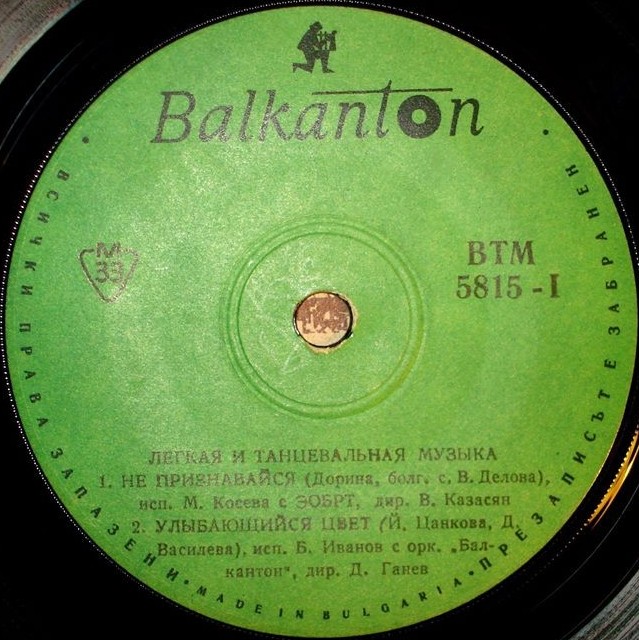 Balkanton
М
33
ВТМ
5815-I
ЛЕГКАЯ И ТАНЦЕВАЛЬНАЯ МУЗЫКА
1. НЕ ПРИЗНАВАЙСЯ (Дорина, болг. с. В. Делова),
исп. М. Косева с ЭОБРТ, дир. В. Казасян
2. УЛЫБАЮЩИЙСЯ ЦВЕТ (Й. Цанкова, Д.
Василева), исп. Б. Иванов с орк. „Бал-
кантон“, дир. Д. Ганев
• ВСИЧКИ ПРАВА ЗАПАЗЕНИ • MADE IN BULGARIA • ПРЕЗАПИСЪТ Е ЗАБРАНЕН •